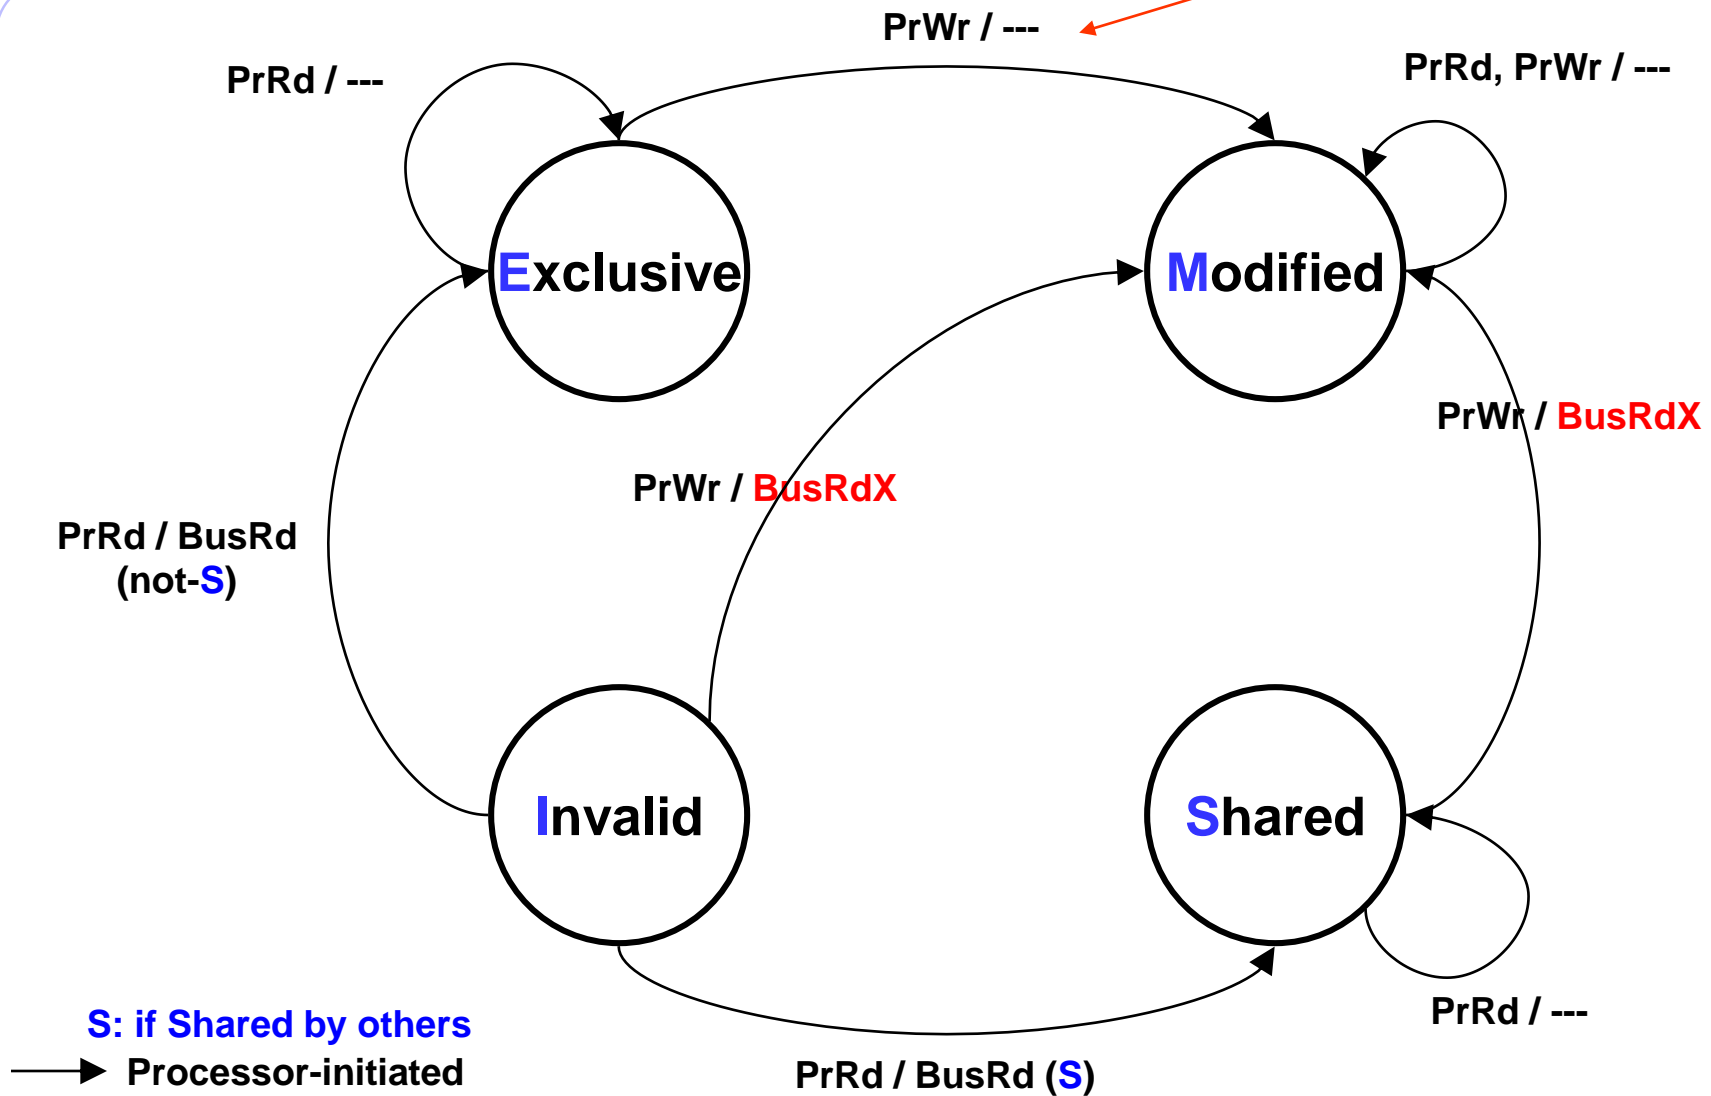 PrWr / ---
PrRd / ---
PrRd, PrWr / ---
Exclusive
Modified
PrWr / BusRdX
PrWr / BusRdX
PrRd / BusRd
(not-S)
Invalid
Shared
PrRd / ---
S: if Shared by others
Processor-initiated
PrRd / BusRd (S)